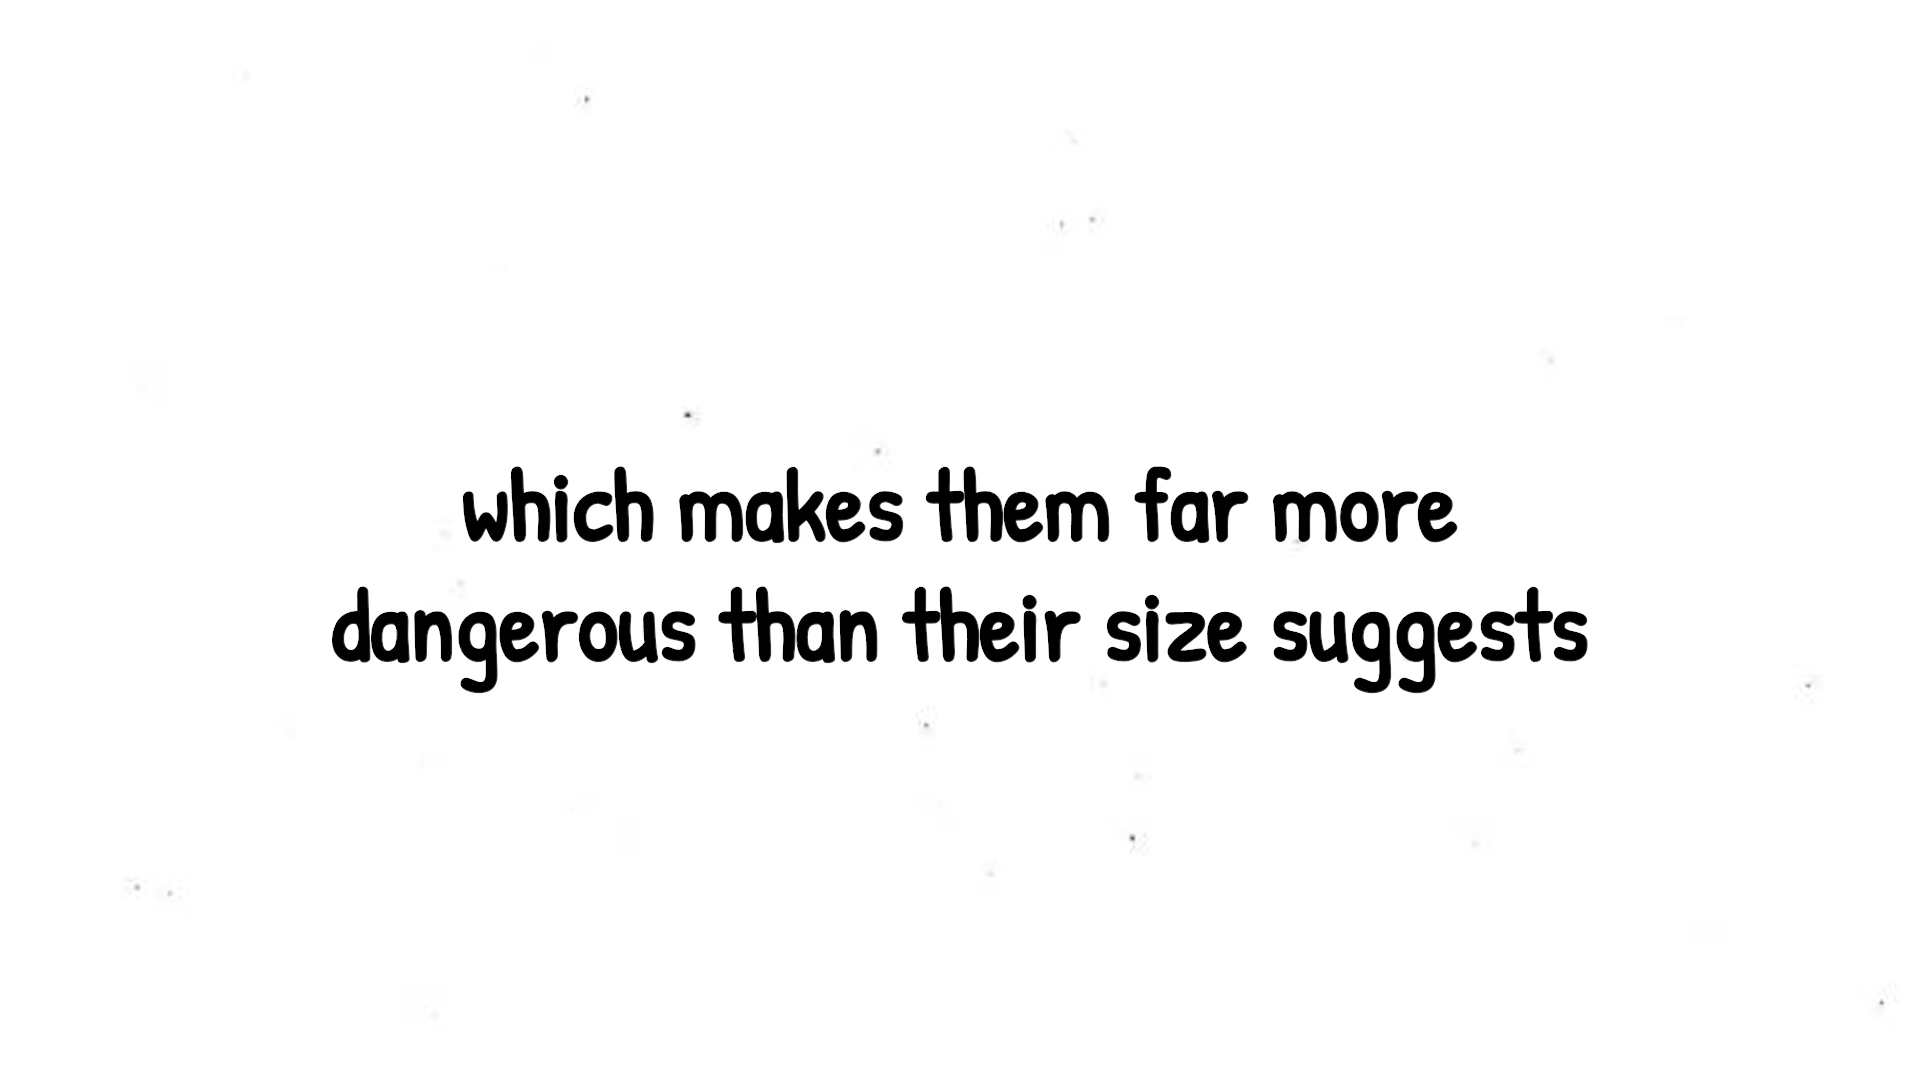 which makes them far more
dangerous than their size suggests